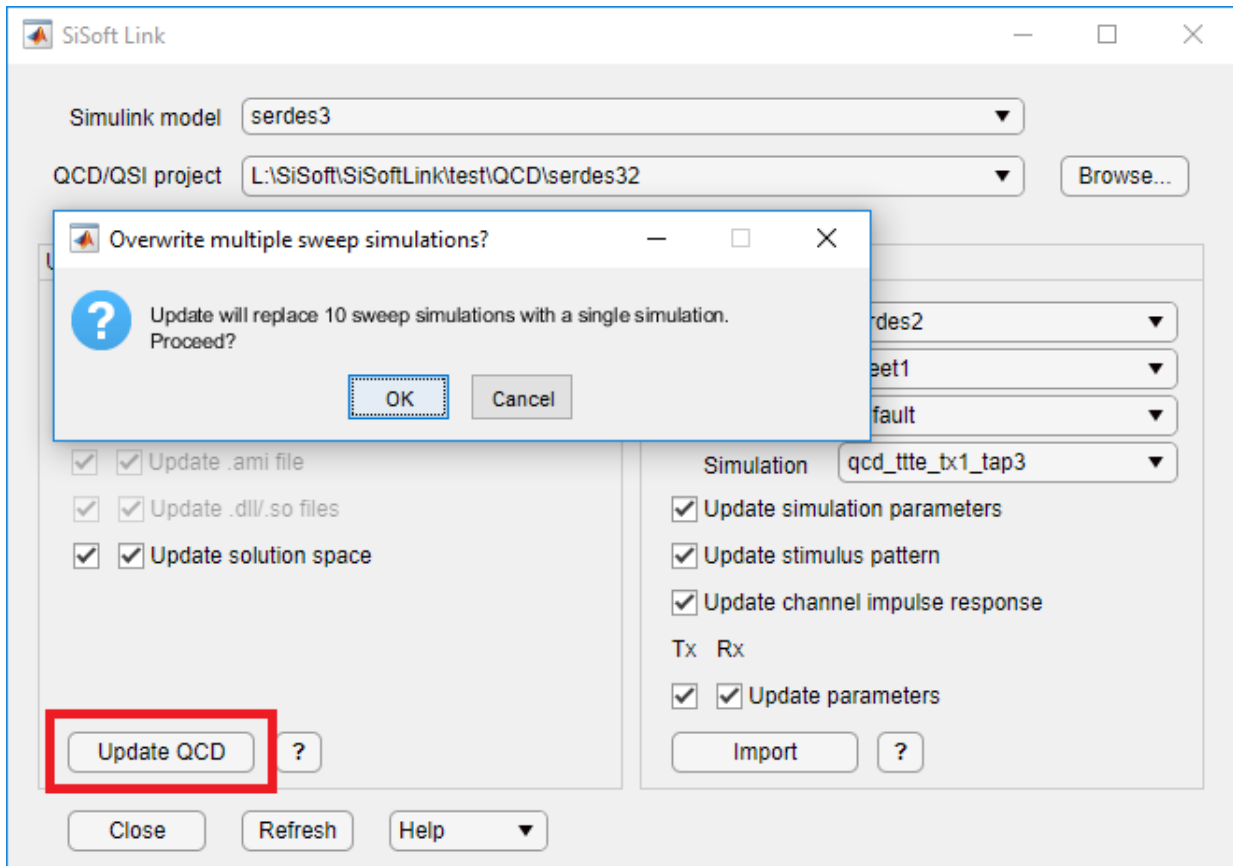 SiSoft Link
Simulink model serdes3
QCD/QSI project L:\SiSoft\SiSoftLink\test\QCD\serdes32 Browse...
Overwrite multiple sweep simulations?
Update will replace 10 sweep simulations with a single simulation.
Proceed?
OK Cancel
rdes2
eet1
fault
Update .ami file
Update .dll/.so files
Update solution space
Update QCD ?
Simulation qcd_ttte_tx1_tap3
Update simulation parameters
Update stimulus pattern
Update channel impulse response
Tx Rx
Update parameters
Import ?
Close Refresh Help